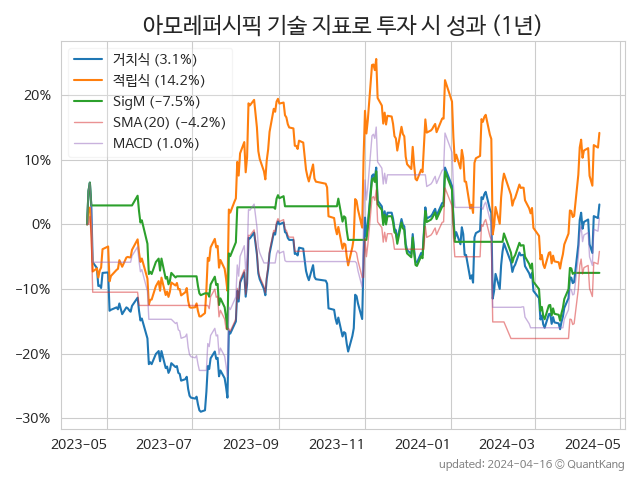 아모레퍼시픽 기술 지표로 투자 시 성과 (1년)
거치식 (3.1%)
적립식 (14.2%)
SigM (−7.5%)
SMA(20) (−4.2%)
MACD (1.0%)
20%
10%
0%
−10%
−20%
−30%
2023-05 2023-07 2023-09 2023-11 2024-01 2024-03 2024-05
updated: 2024-04-16 © QuantKang